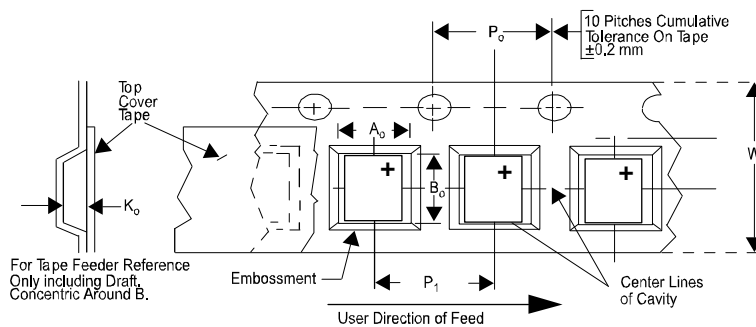 10 Pitches Cumulative
Tolerance On Tape
±0.2 mm
Po
Top
Cover
Tape
Ao
W
+
+
+
Bo
Ko
For Tape Feeder Reference
Only including Draft,
Concentric Around B.
Embossment
P1
Center Lines
of Cavity
User Direction of Feed